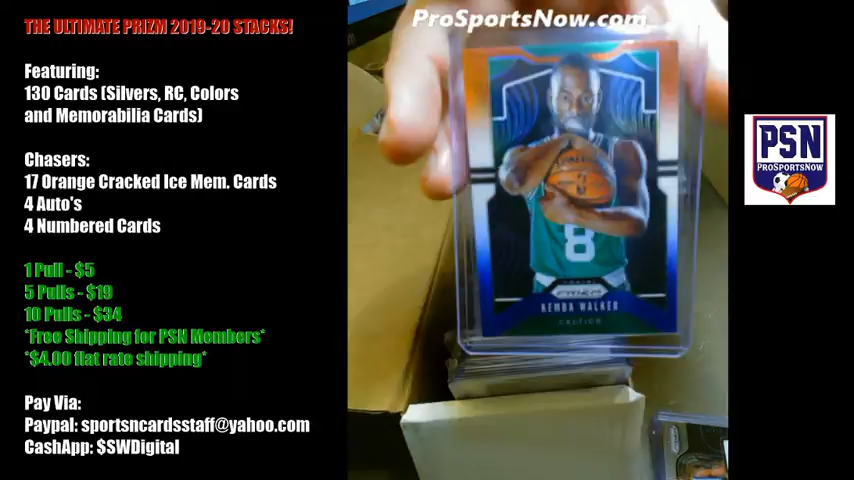 THE ULTIMATE PRIZM 2019-20 STACKS!
Featuring:
130 Cards (Silvers, RC, Colors
and Memorabilia Cards)
Chasers:
17 Orange Cracked Ice Mem. Cards
4 Auto's
4 Numbered Cards
1 Pull - $5
5 Pulls - $19
10 Pulls - $34
*Free Shipping for PSN Members*
*$4.00 flat rate shipping*
Pay Via:
Paypal: sportsncardsstaff@yahoo.com
CashApp: $SWDigital
ProSportsNow.com
8
PRIZM
KEMBA WALKER
CELTICS
PSN
PROSPORTSNOW